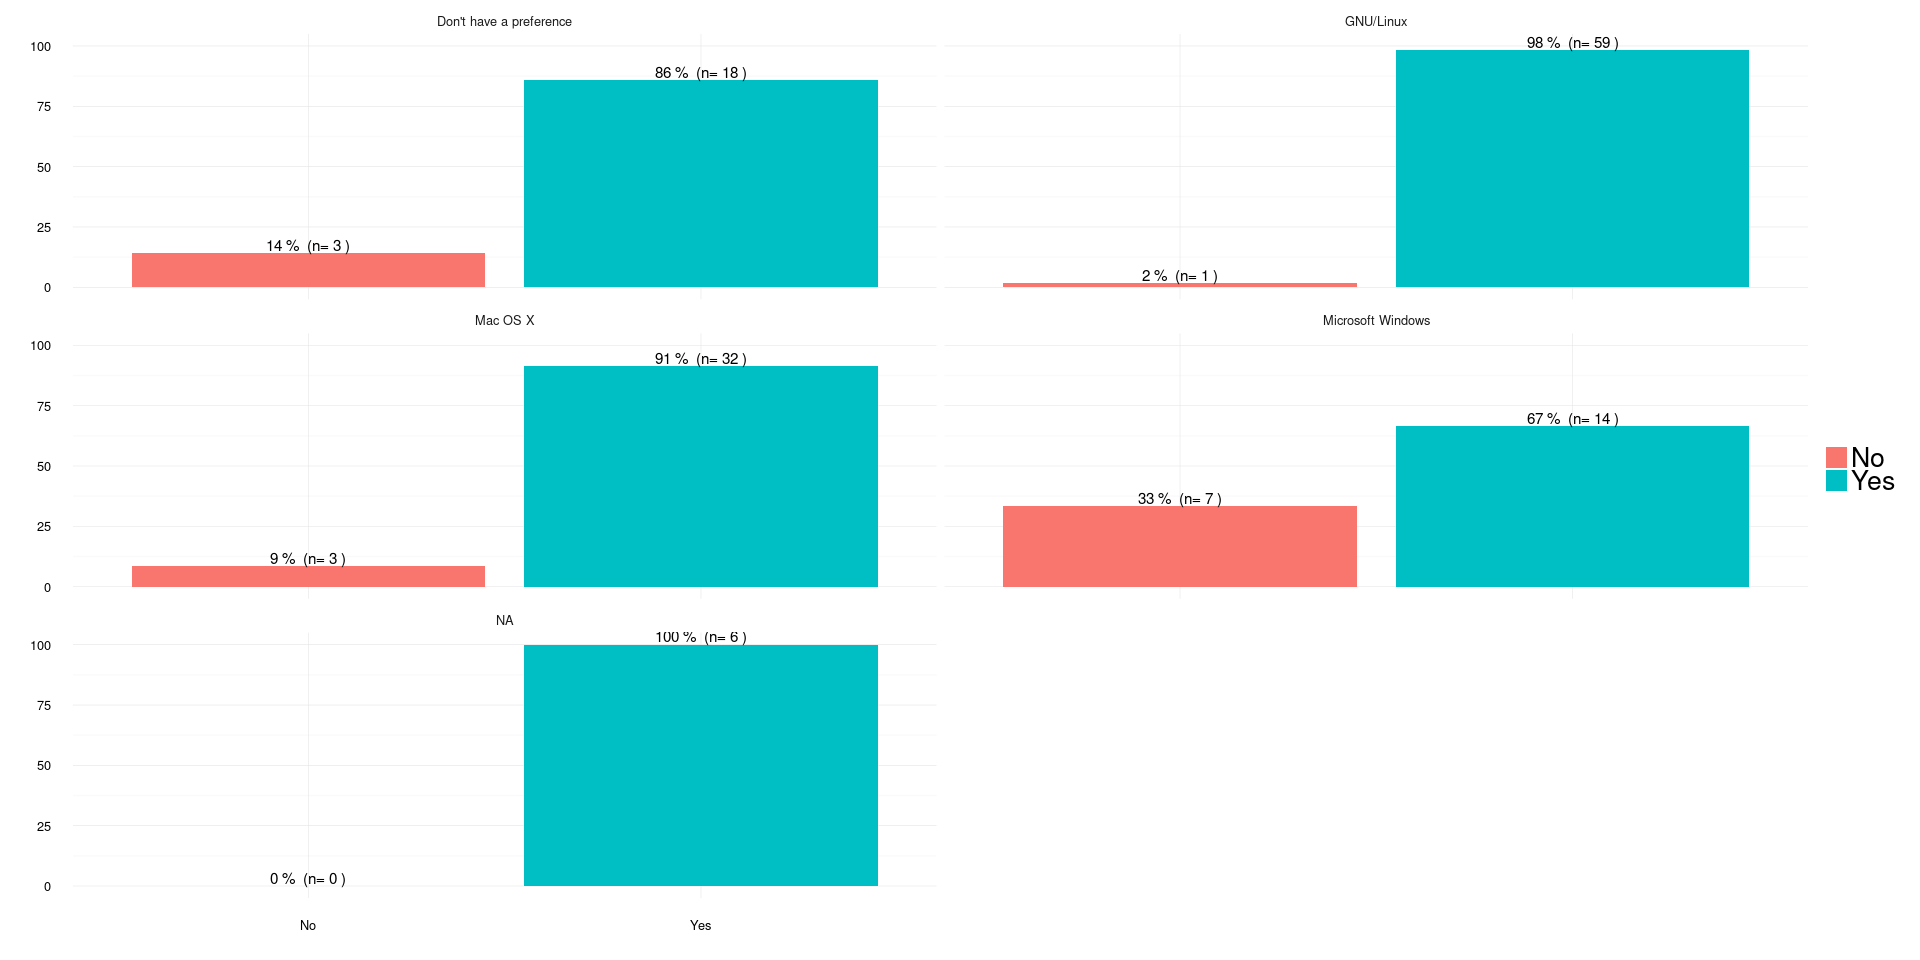 Don't have a preference
GNU/Linux
100
75
50
25
0
14 % (n= 3 )
86 % (n= 18 )
2 % (n= 1 )
98 % (n= 59 )
Mac OS X
Microsoft Windows
100
75
50
25
0
9 % (n= 3 )
91 % (n= 32 )
33 % (n= 7 )
67 % (n= 14 )
No
Yes
NA
100
75
50
25
0
0 % (n= 0 )
100 % (n= 6 )
No
Yes